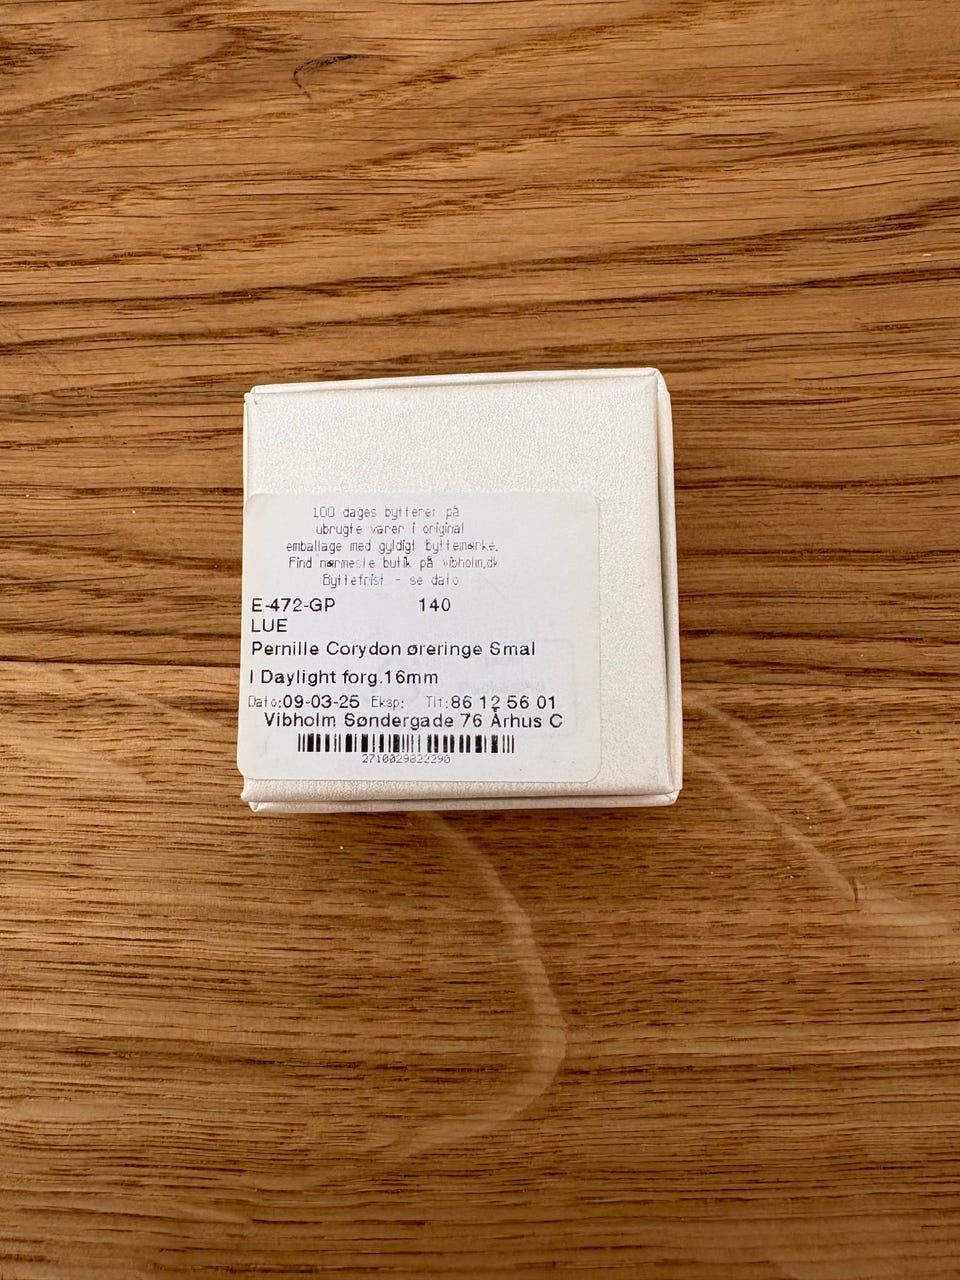 100 dages bytteret på
ubrugte varer i original
emballage med gyldigt byttemærke.
Find nærmeste butik på vibholm.dk
Byttefrist - se dato
E-472-GP 140
LUE
Pernille Corydon øreringe Smal
l Daylight forg.16mm
Dato:09-03-25 Eksp: Tlf:86 12 56 01
Vibholm Søndergade 76 Århus C
2710029822290